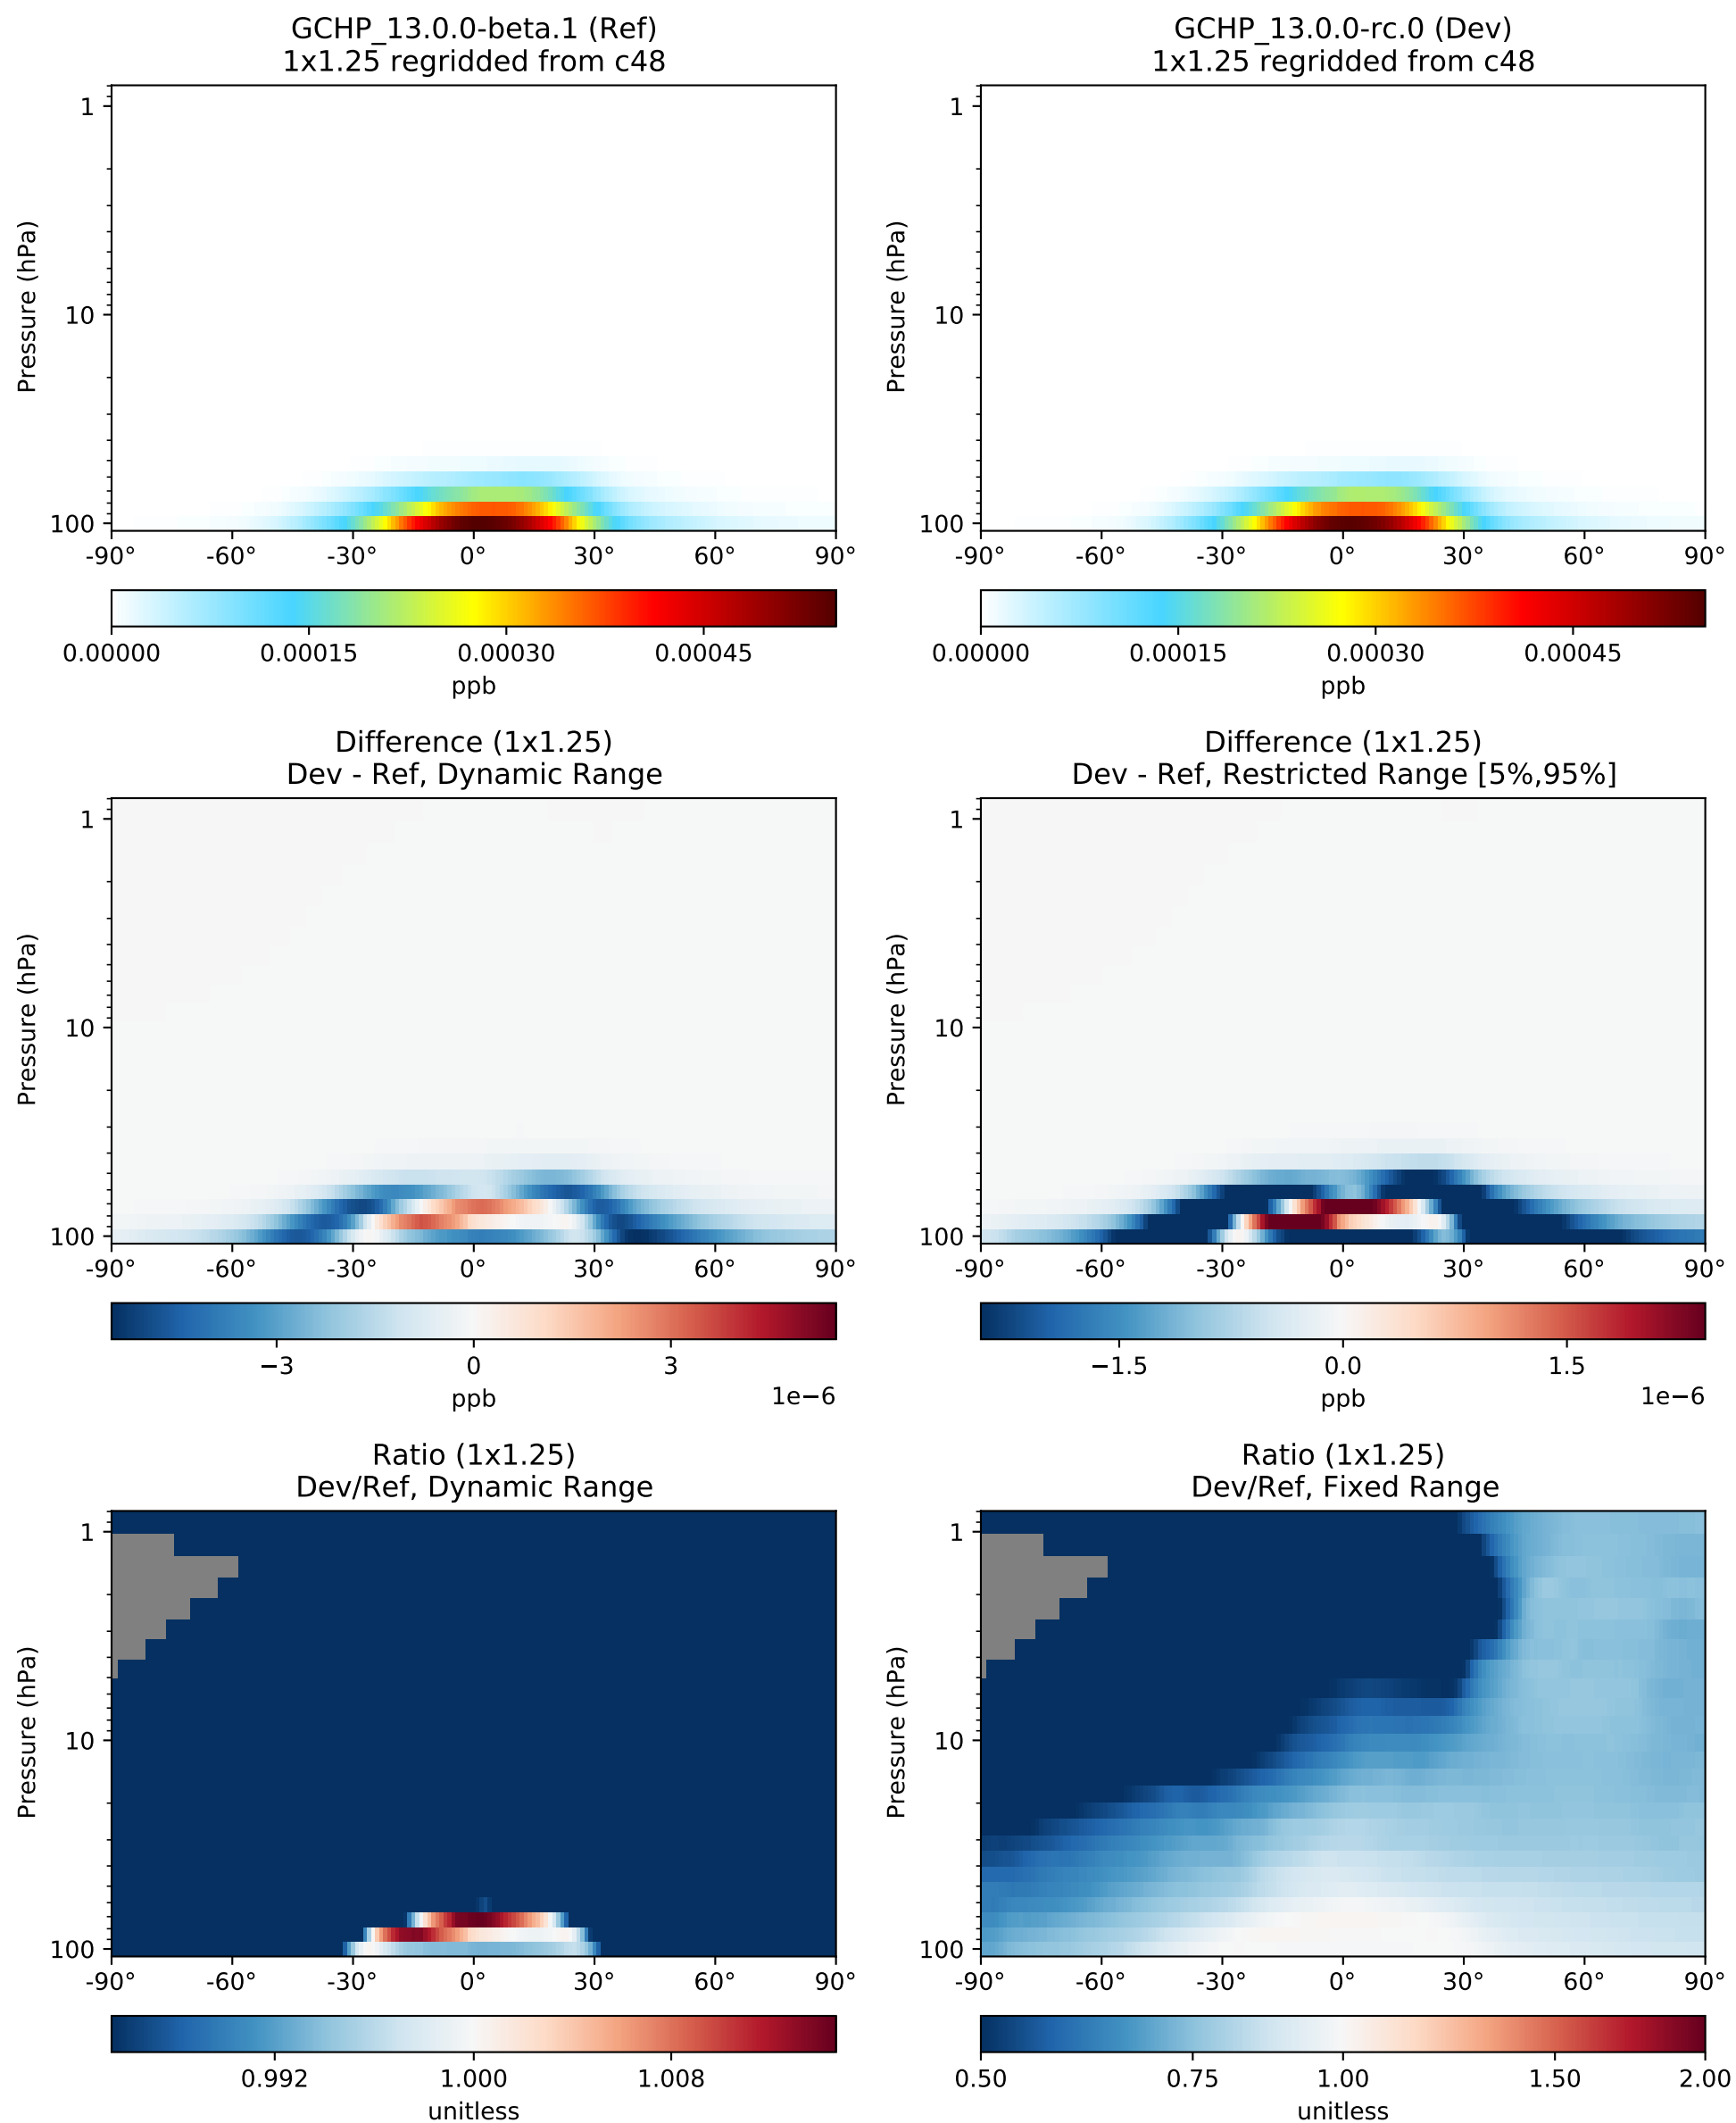 GCHP_13.0.0-beta.1 (Ref)
1x1.25 regridded from c48
Pressure (hPa)
1
10
100
-90° -60° -30° 0° 30° 60° 90°
0.00000 0.00015 0.00030 0.00045
ppb
GCHP_13.0.0-rc.0 (Dev)
1x1.25 regridded from c48
Pressure (hPa)
1
10
100
-90° -60° -30° 0° 30° 60° 90°
0.00000 0.00015 0.00030 0.00045
ppb
Difference (1x1.25)
Dev - Ref, Dynamic Range
Pressure (hPa)
1
10
100
-90° -60° -30° 0° 30° 60° 90°
−3 0 3
ppb
1e−6
Difference (1x1.25)
Dev - Ref, Restricted Range [5%,95%]
Pressure (hPa)
1
10
100
-90° -60° -30° 0° 30° 60° 90°
−1.5 0.0 1.5
ppb
1e−6
Ratio (1x1.25)
Dev/Ref, Dynamic Range
Pressure (hPa)
1
10
100
-90° -60° -30° 0° 30° 60° 90°
0.992 1.000 1.008
unitless
Ratio (1x1.25)
Dev/Ref, Fixed Range
Pressure (hPa)
1
10
100
-90° -60° -30° 0° 30° 60° 90°
0.50 0.75 1.00 1.50 2.00
unitless